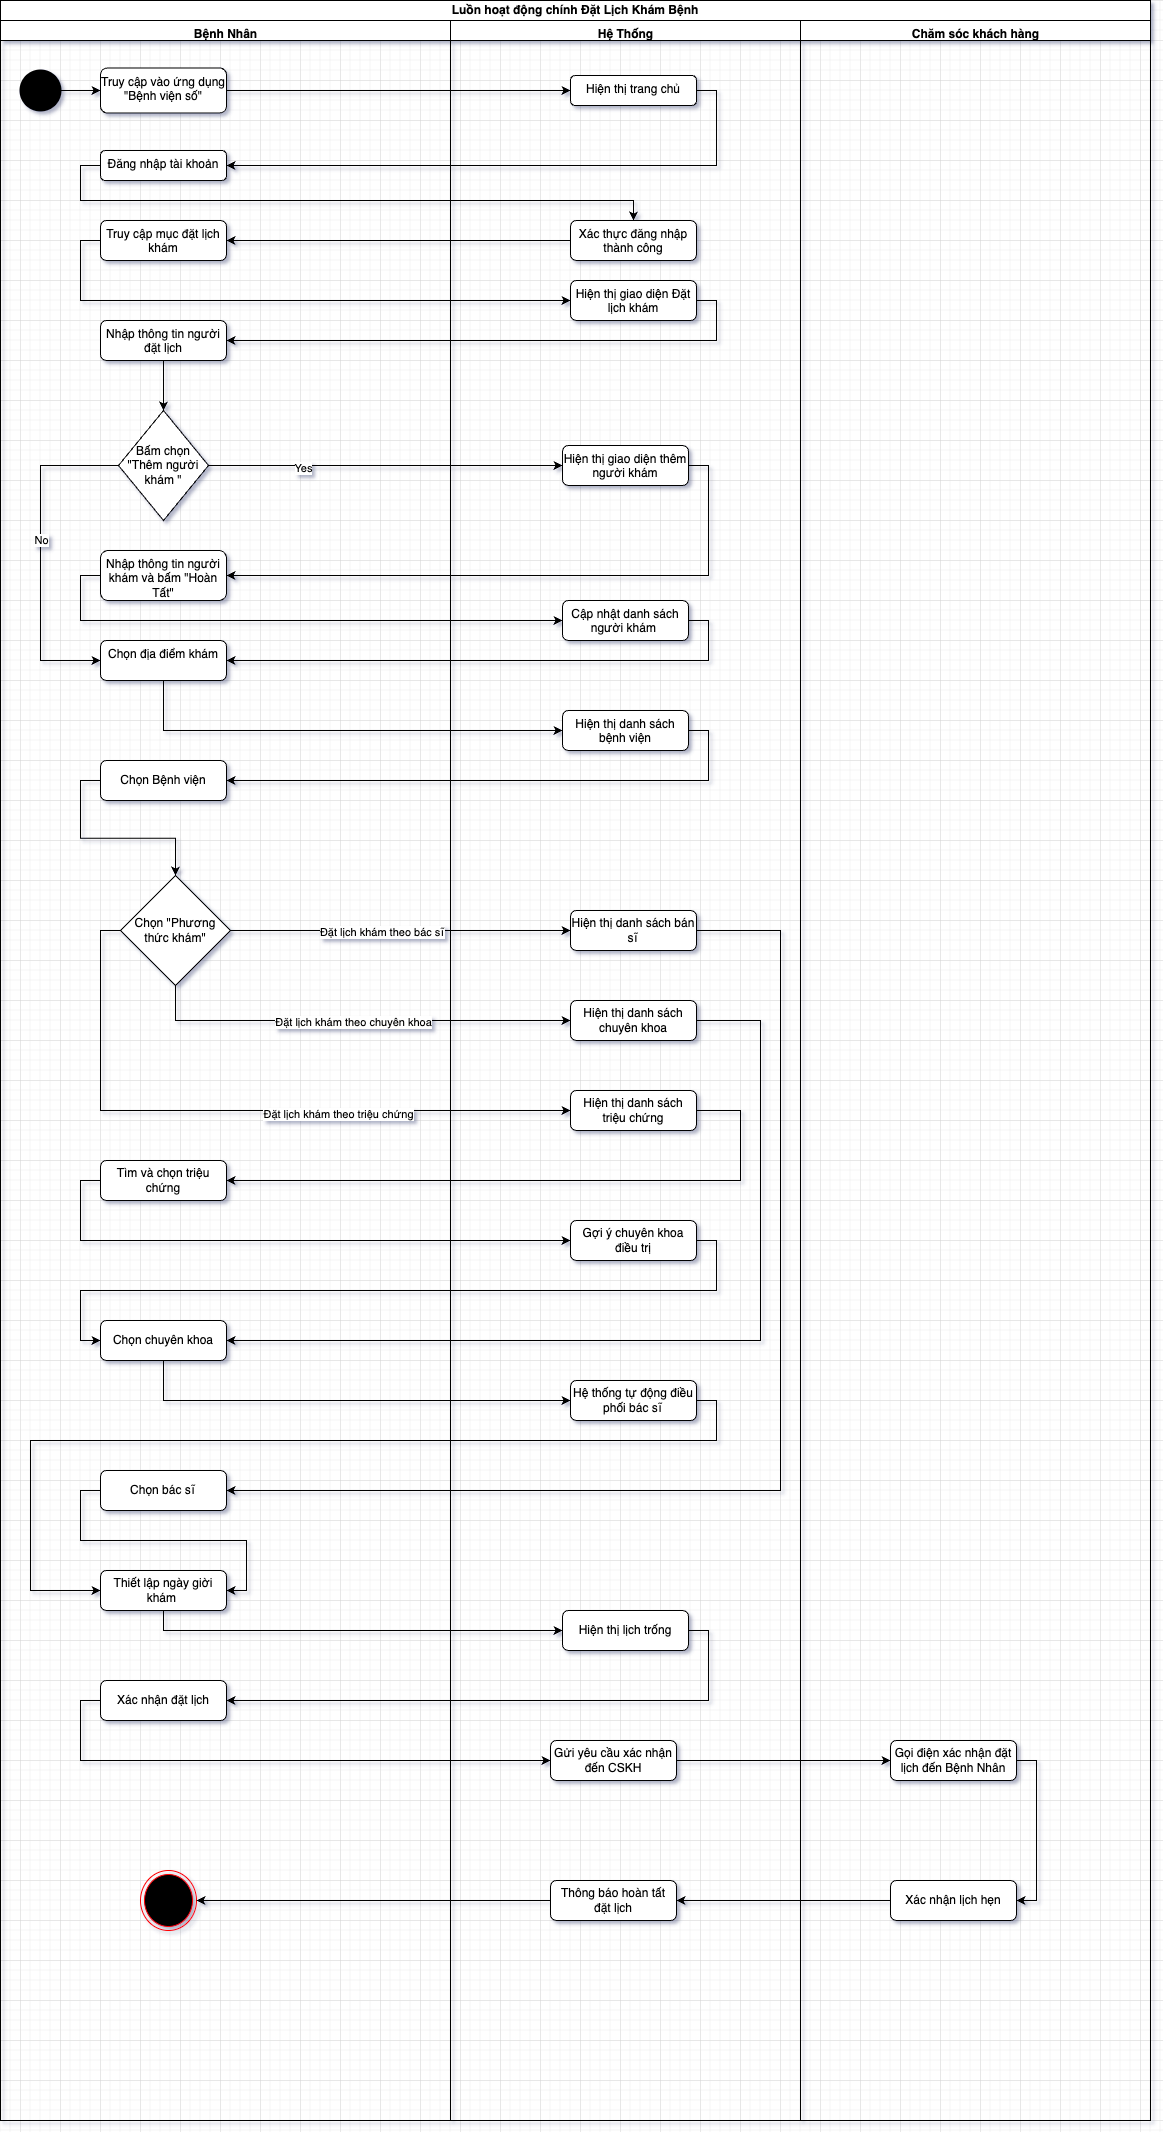 Luồn hoạt động chính Đặt Lịch Khám Bệnh
Bệnh Nhân
Hệ Thống
Chăm sóc khách hàng
Truy cập vào ứng dụng
"Bệnh viện số"
Hiện thị trang chủ
Đăng nhập tài khoản
Xác thực đăng nhập
thành công
Truy cập mục đặt lịch
khám
Hiện thị giao diện Đặt
lịch khám
Nhập thông tin người
đặt lịch
Bấm chọn
"Thêm người
khám "
Yes
Hiện thị giao diện thêm
người khám
No
Nhập thông tin người
khám và bấm "Hoàn
Tất"
Cập nhật danh sách
người khám
Chọn địa điểm khám
Hiện thị danh sách
bệnh viện
Chọn Bệnh viện
Chọn "Phương
thức khám"
Đặt lịch khám theo bác sĩ
Hiện thị danh sách bán
sĩ
Đặt lịch khám theo chuyên khoa
Hiện thị danh sách
chuyên khoa
Đặt lịch khám theo triệu chứng
Hiện thị danh sách
triệu chứng
Tìm và chọn triệu
chứng
Gợi ý chuyên khoa
điều trị
Chọn chuyên khoa
Hệ thống tự động điều
phối bác sĩ
Chọn bác sĩ
Thiết lập ngày giời
khám
Hiện thị lịch trống
Xác nhận đặt lịch
Gửi yêu cầu xác nhận
đến CSKH
Gọi điện xác nhận đặt
lịch đến Bệnh Nhân
Thông báo hoàn tất
đặt lịch
Xác nhận lịch hẹn